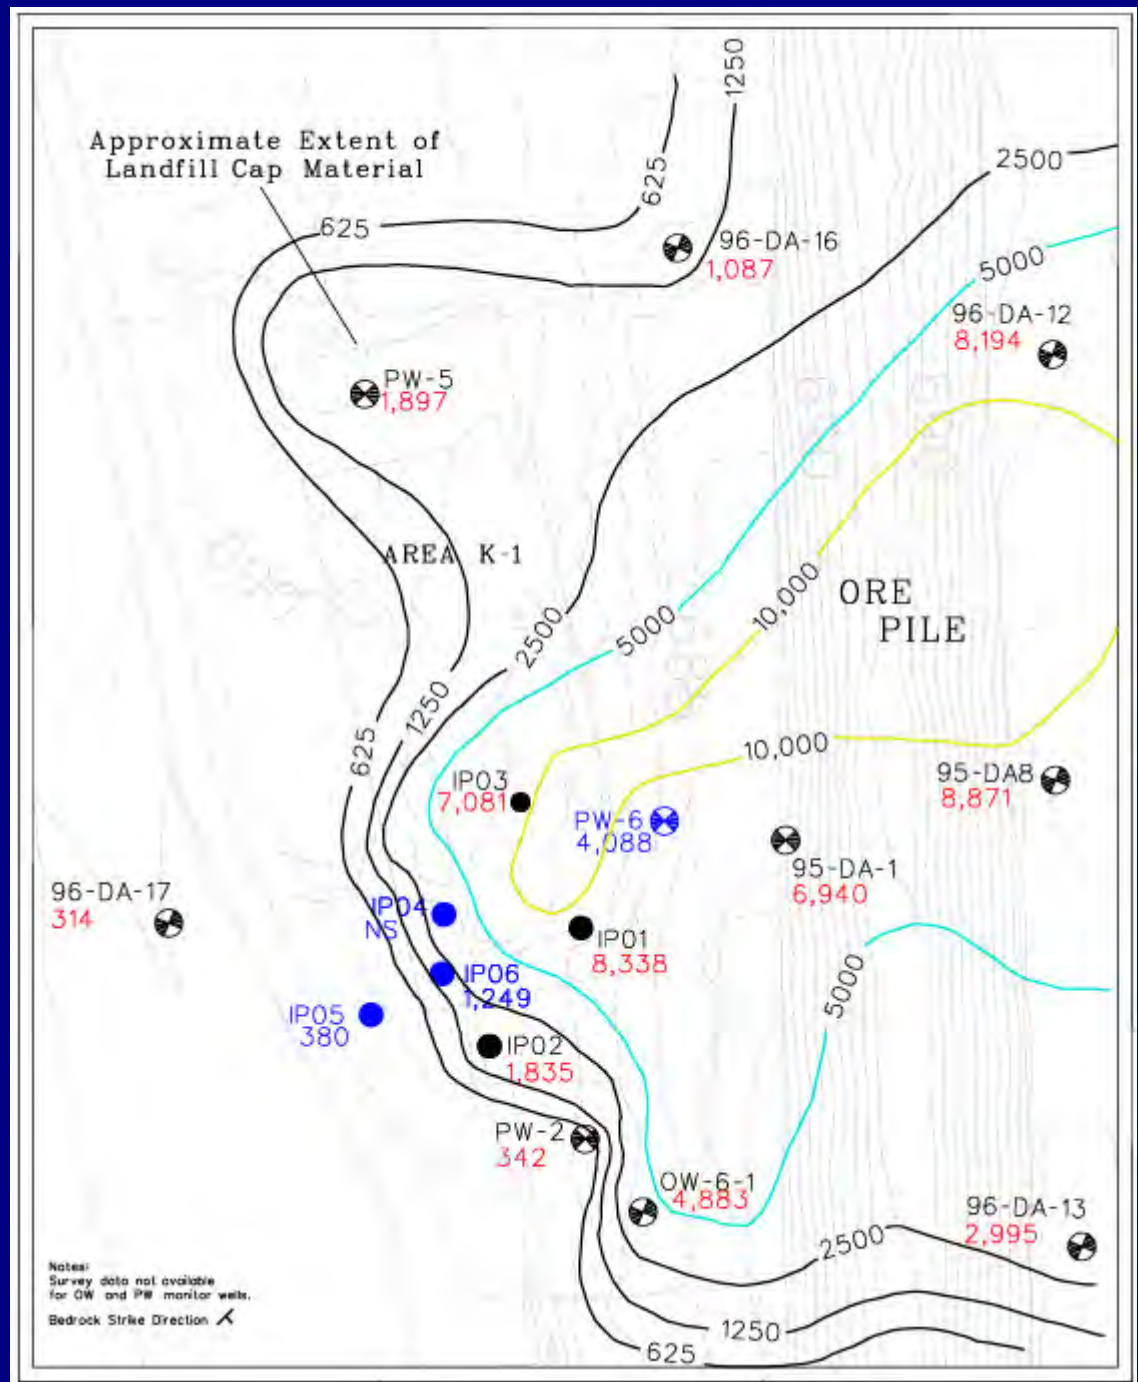 1250
Approximate Extent of
Landfill Cap Material
2500
625
625
96-DA-16
1,087
5000
96-DA-12
8,194
PW-5
1,897
AREA K-1
10,000
ORE
PILE
5000
2500
1250
625
10,000
IP03
7,081
95-DA8
8,871
PW-6
4,088
95-DA-1
6,940
96-DA-17
314
IP04
NS
IP01
8,338
IP06
1,249
5000
IP05
380
IP02
1,835
PW-2
342
OW-6-1
4,883
96-DA-13
2,995
2500
1250
625
Notes:
Survey data not available
for OW and PW monitor wells.
Bedrock Strike Direction